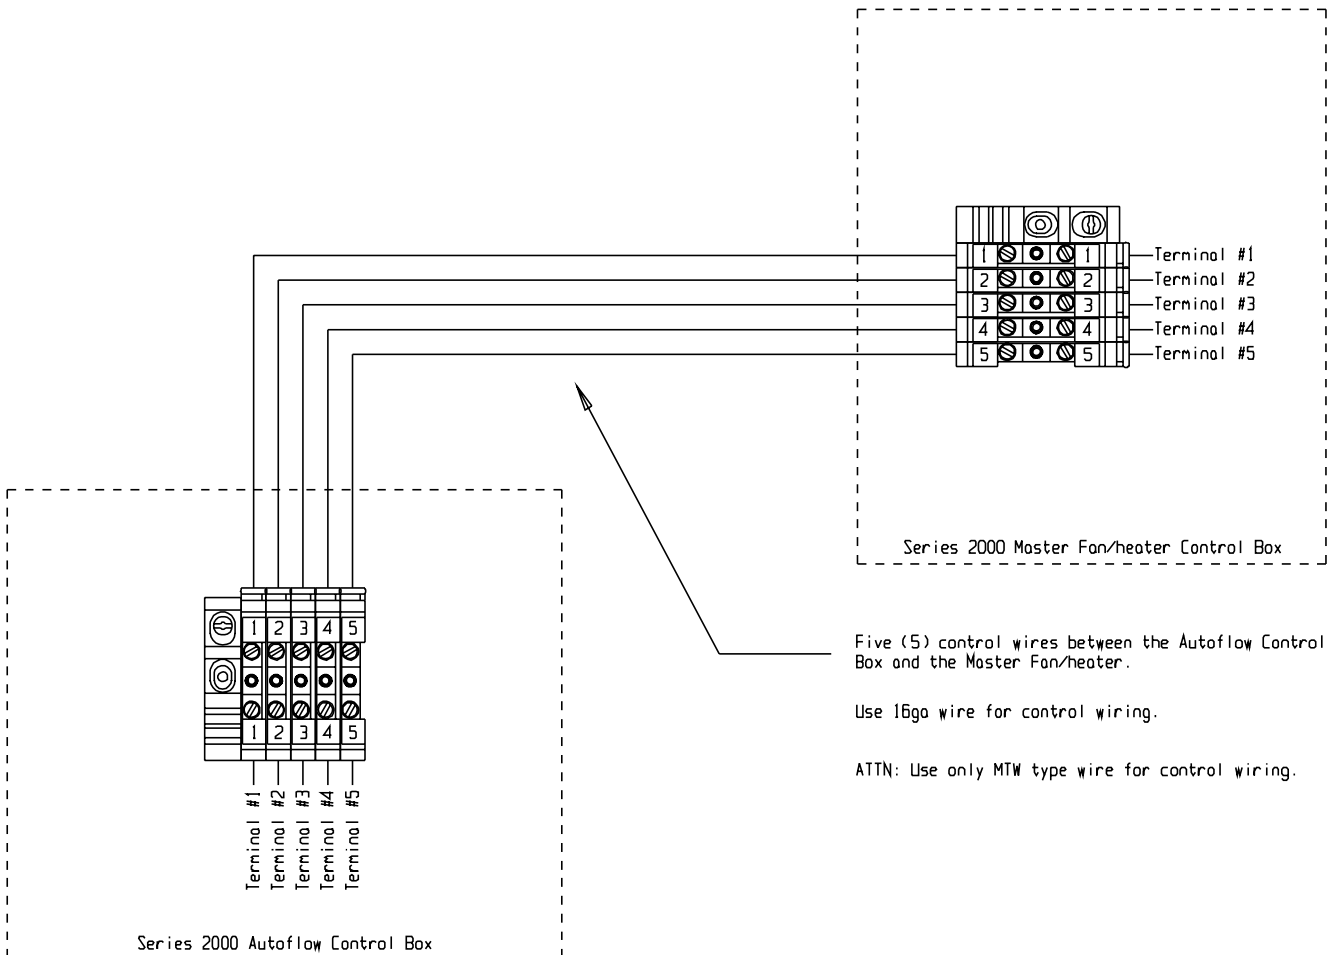 1 1 Terminal #1
2 2 Terminal #2
3 3 Terminal #3
4 4 Terminal #4
5 5 Terminal #5
Series 2000 Master Fan/heater Control Box
Five (5) control wires between the Autoflow Control
Box and the Master Fan/heater.
Use 16ga wire for control wiring.
ATTN: Use only MTW type wire for control wiring.
1 2 3 4 5
1 2 3 4 5
Terminal #1
Terminal #2
Terminal #3
Terminal #4
Terminal #5
Series 2000 Autoflow Control Box